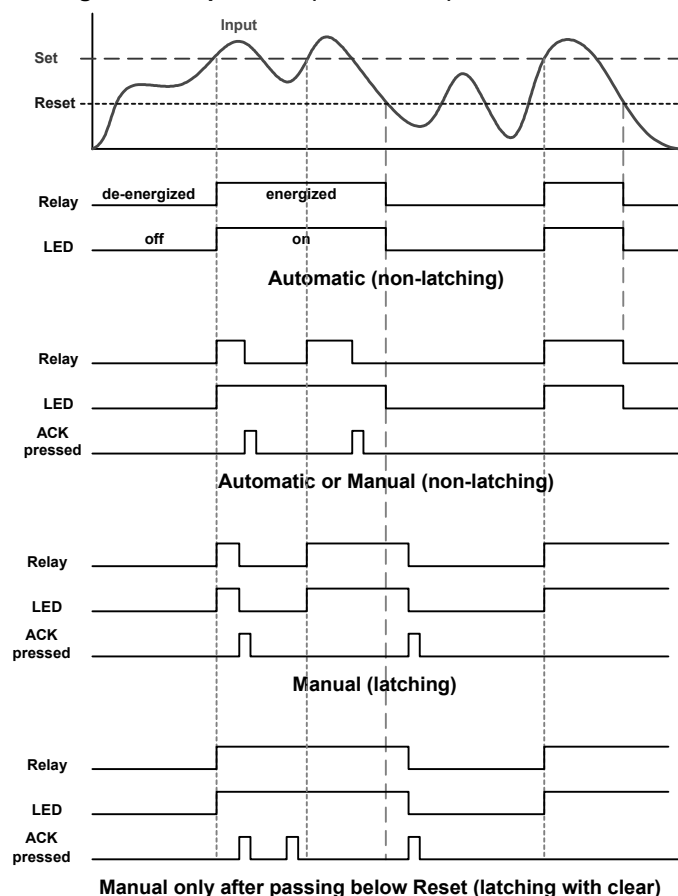 Input
Set
Reset
Relay de-energized energized
LED off on
Automatic (non-latching)
Relay
LED
ACK
pressed
Automatic or Manual (non-latching)
Relay
LED
ACK
pressed
Manual (latching)
Relay
LED
ACK
pressed
Manual only after passing below Reset (latching with clear)